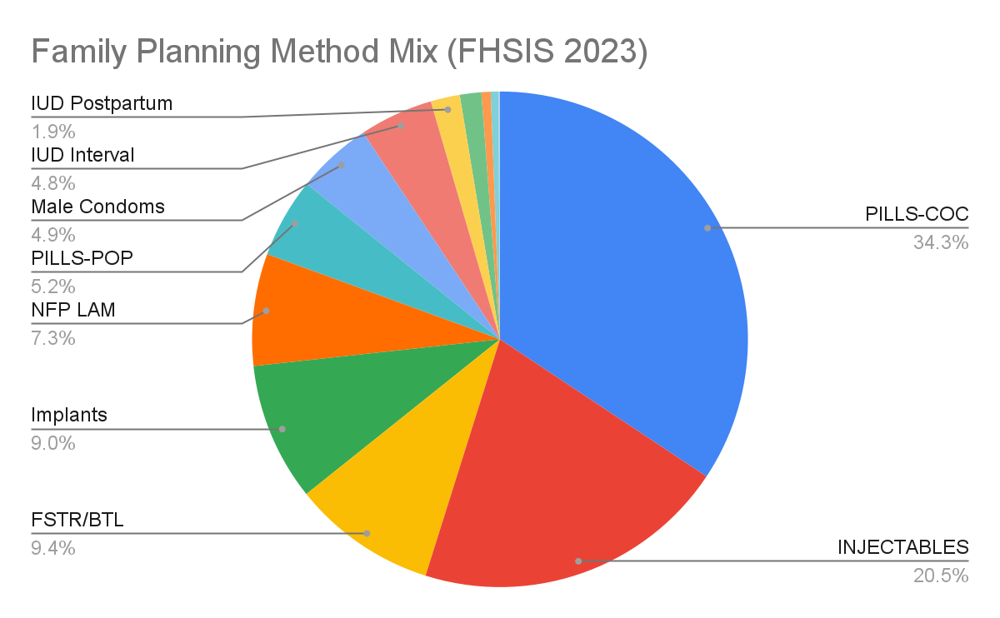 Family Planning Method Mix (FHSIS 2023)
IUD Postpartum
1.9%
IUD Interval
4.8%
Male Condoms
4.9%
PILLS-POP
5.2%
NFP LAM
7.3%
Implants
9.0%
FSTR/BTL
9.4%
PILLS-COC
34.3%
INJECTABLES
20.5%